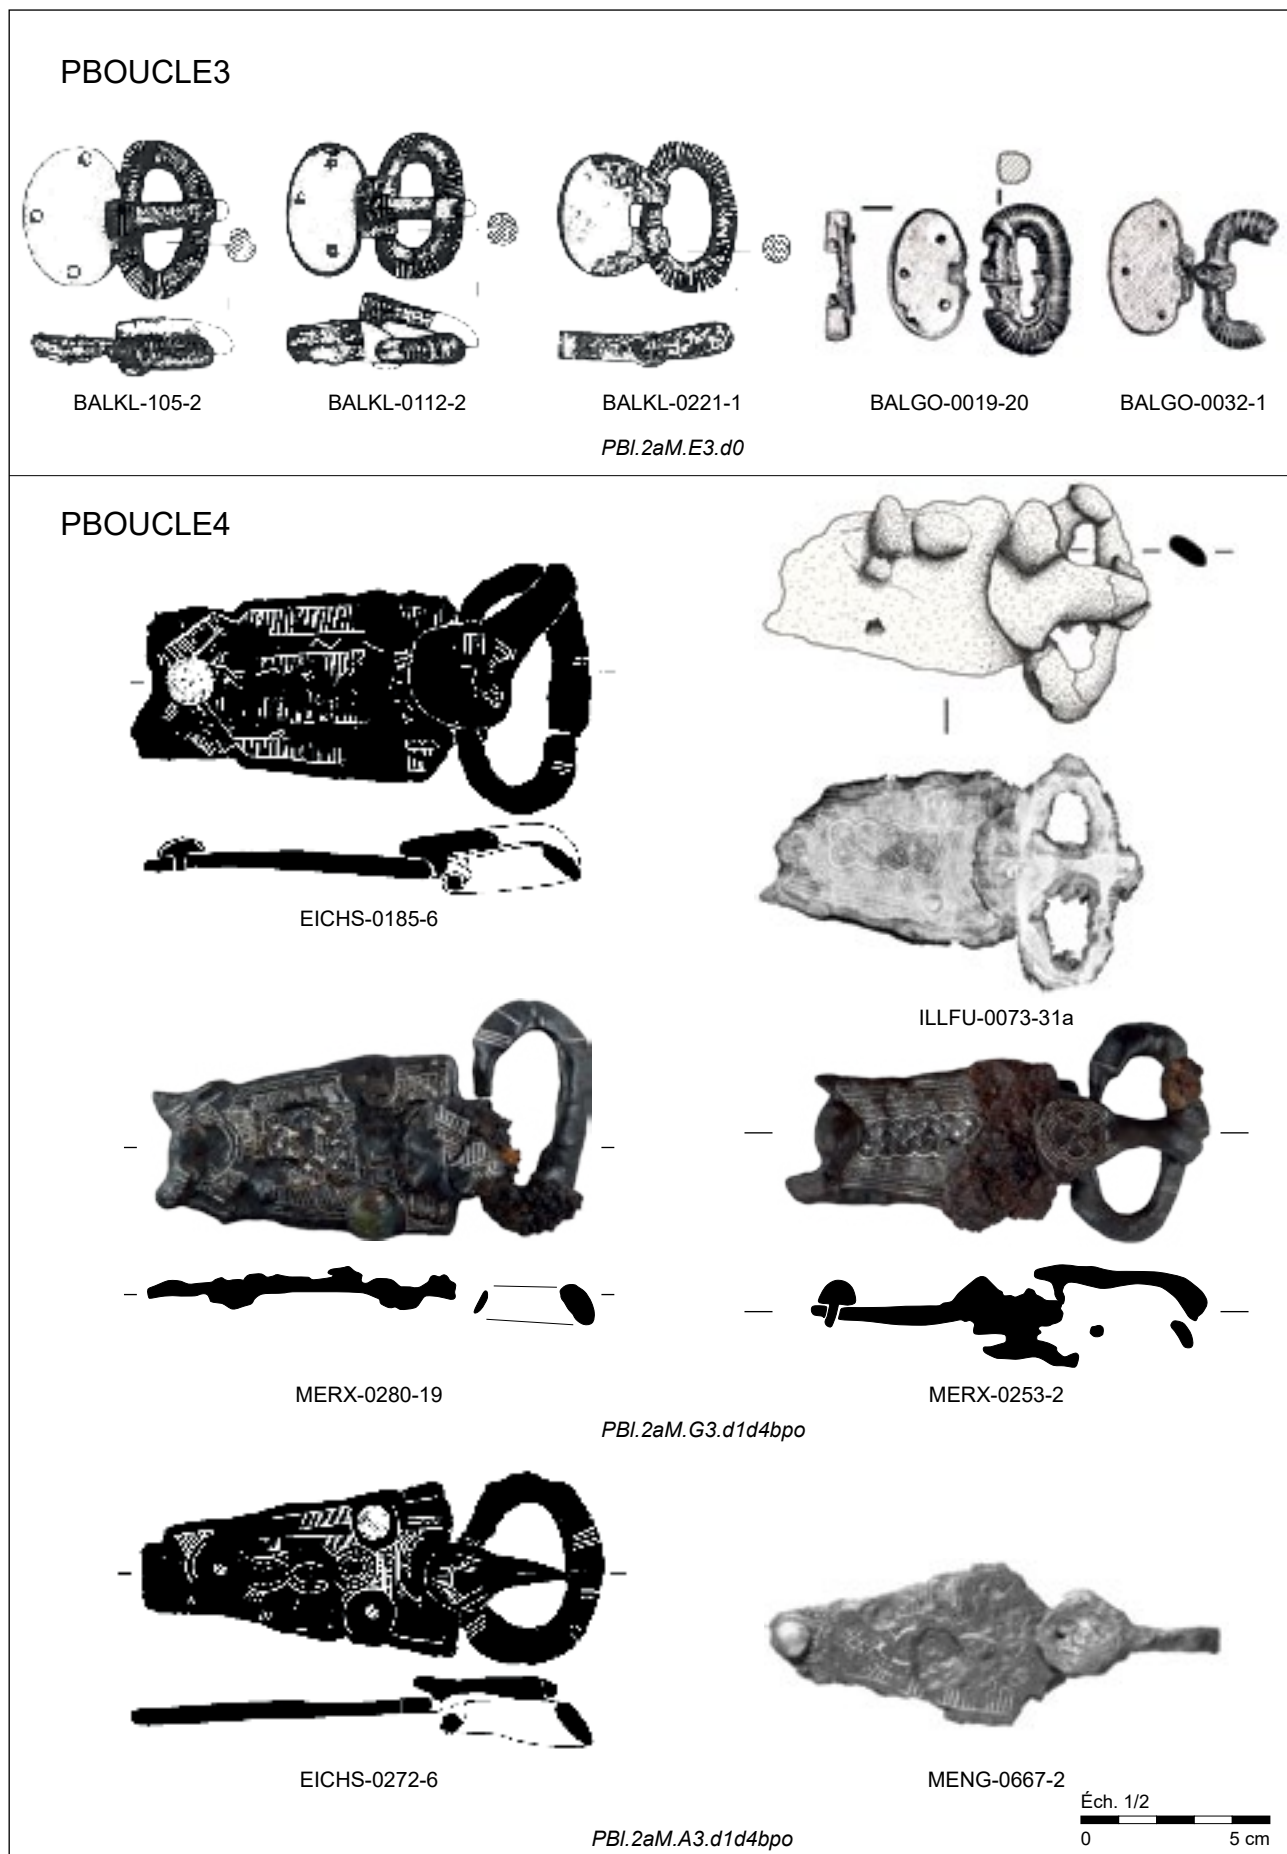 PBOUCLE3
BALKL-105-2
BALKL-0112-2
BALKL-0221-1
BALGO-0019-20
BALGO-0032-1
PBl.2aM.E3.d0
PBOUCLE4
EICHS-0185-6
ILLFU-0073-31a
MERX-0280-19
MERX-0253-2
PBl.2aM.G3.d1d4bpo
EICHS-0272-6
MENG-0667-2
PBl.2aM.A3.d1d4bpo
Éch. 1/2
0 5 cm